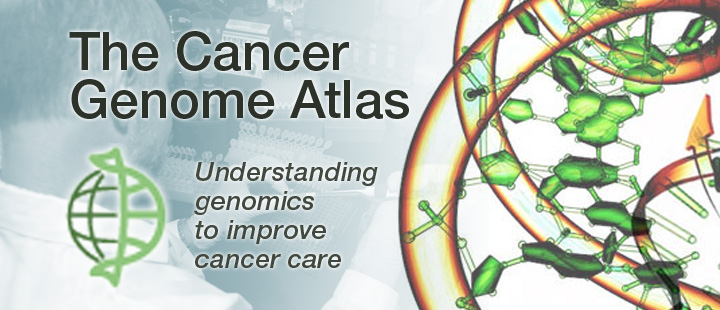 The Cancer
Genome Atlas
Understanding
genomics
to improve
cancer care